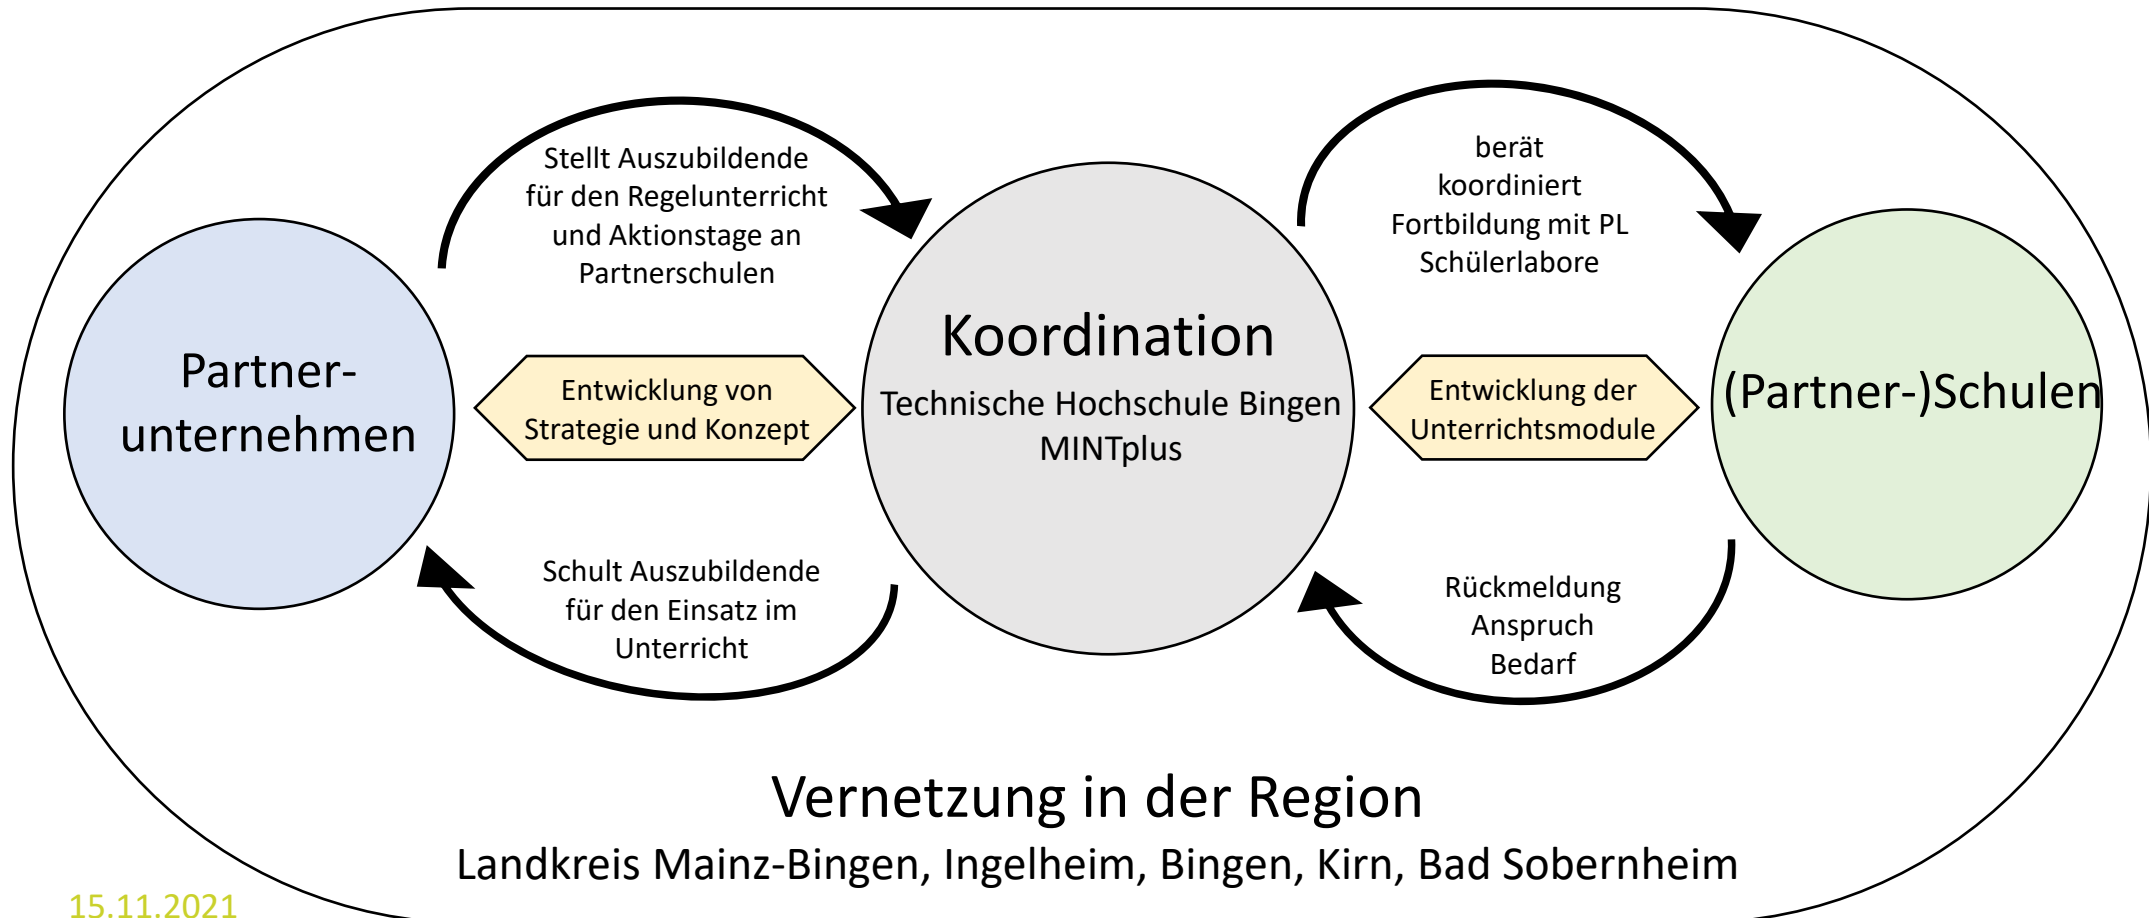 Partner-
unternehmen
Stellt Auszubildende
für den Regelunterricht
und Aktionstage an
Partnerschulen
Entwicklung von
Strategie und Konzept
Schult Auszubildende
für den Einsatz im
Unterricht
Koordination
Technische Hochschule Bingen
MINTplus
berät
koordiniert
Fortbildung mit PL
Schülerlabore
Entwicklung der
Unterrichtsmodule
Rückmeldung
Anspruch
Bedarf
(Partner-)Schulen
Vernetzung in der Region
Landkreis Mainz-Bingen, Ingelheim, Bingen, Kirn, Bad Sobernheim
15.11.2021